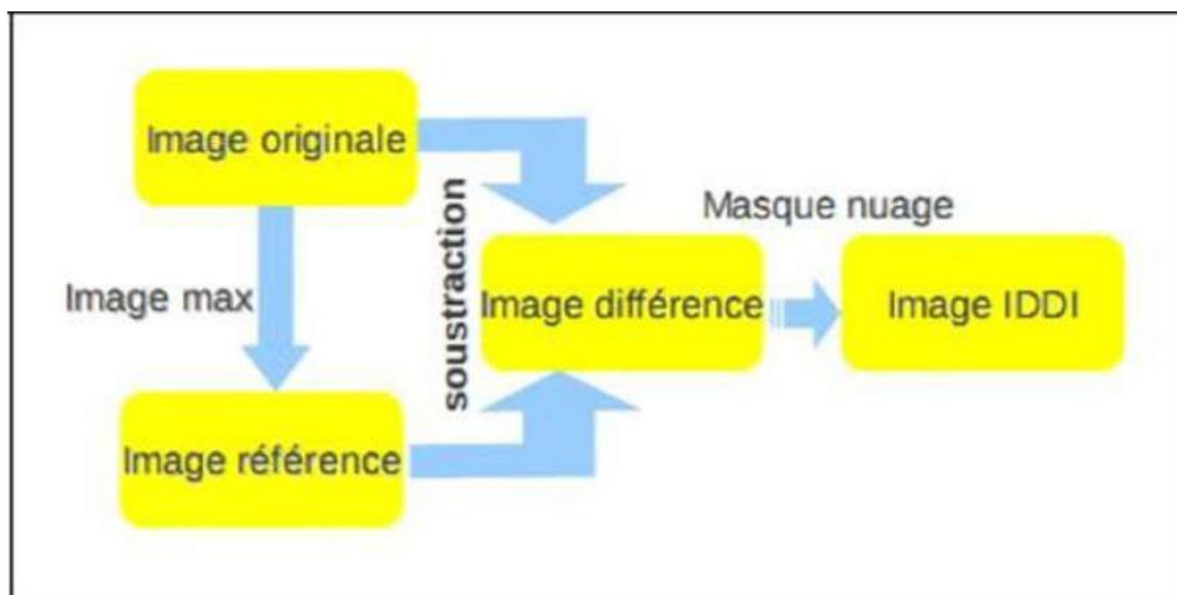 Image originale
soustraction
Masque nuage
Image max
Image différence
Image IDDI
Image référence